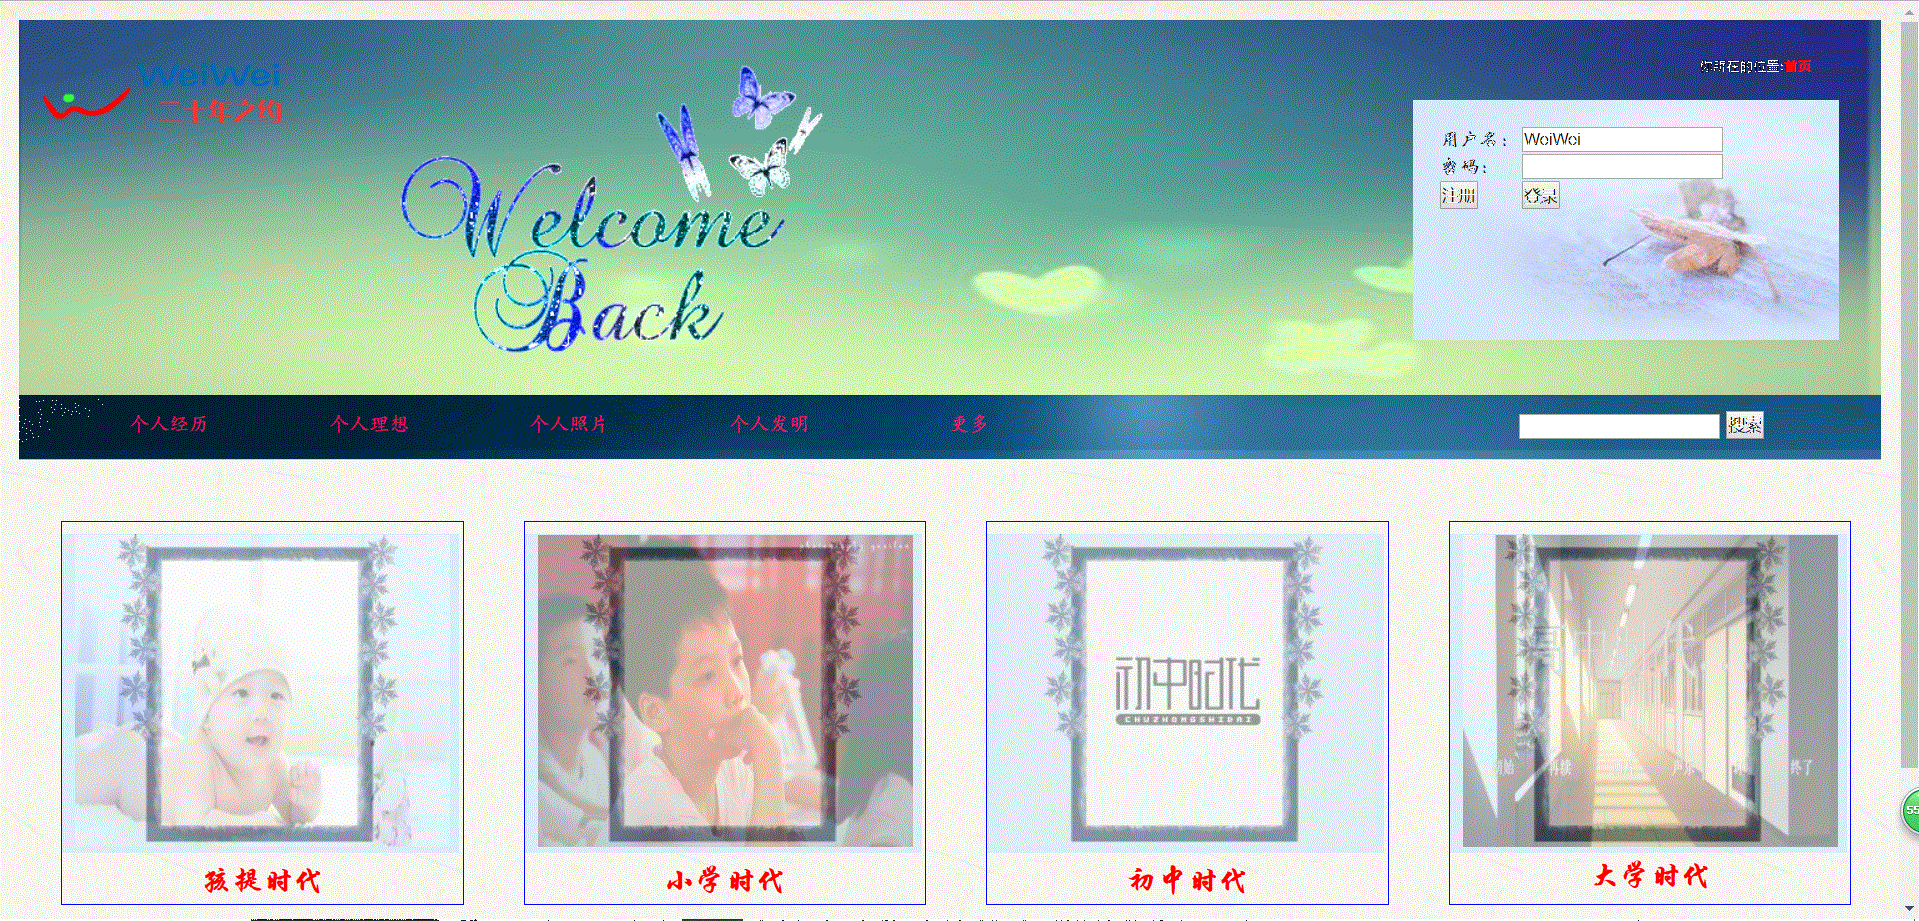 WeiWei
二十年之约
你所在的位置:首页
Welcome
Back
用户名： WeiWei
密码：
注册 登录
个人经历 个人理想 个人照片 个人发明 更多 搜索
初中时代
CHUZHONGSHIDAI
孩提时代 小学时代 初中时代 大学时代